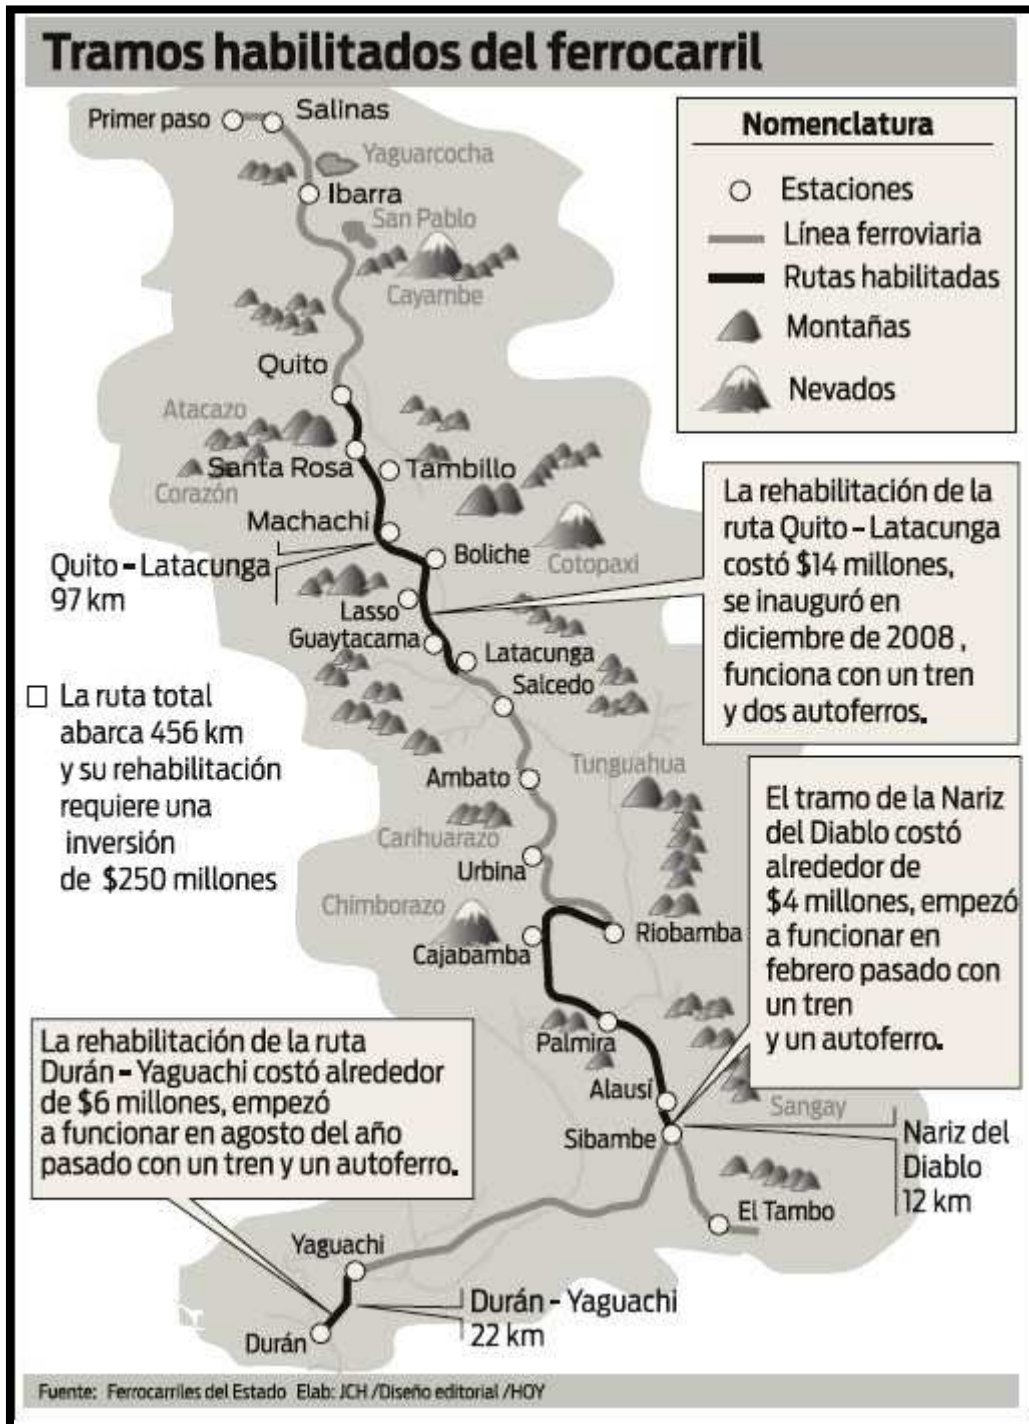 Tramos habilitados del ferrocarril
Primer paso
Salinas
Yaguarcocha
Ibarra
San Pablo
Cayambe
Nomenclatura
Estaciones
Línea ferroviaria
Rutas habilitadas
Montañas
Nevados
Quito
Atacazo
Santa Rosa
Tambillo
Corazón
Machachi
Boliche
Cotopaxi
Quito – Latacunga
97 km
Lasso
Guaytacama
Latacunga
Salcedo
La rehabilitación de la
ruta Quito – Latacunga
costó $14 millones,
se inauguró en
diciembre de 2008 ,
funciona con un tren
y dos autoferros.
La ruta total
abarca 456 km
y su rehabilitación
requiere una
inversión
de $250 millones
Ambato
Tunguahua
Carihuarazo
Urbina
Chimborazo
Cajabamba
Riobamba
El tramo de la Nariz
del Diablo costó
alrededor de
$4 millones, empezó
a funcionar en
febrero pasado con
un tren
y un autoferro.
Palmira
Alausí
Sangay
Sibambe
Nariz del
Diablo
12 km
El Tambo
La rehabilitación de la ruta
Durán – Yaguachi costó alrededor
de $6 millones, empezó
a funcionar en agosto del año
pasado con un tren y un autoferro.
Yaguachi
Durán – Yaguachi
22 km
Durán
Fuente: Ferrocarriles del Estado Elab: JCH /Diseño editorial /HOY